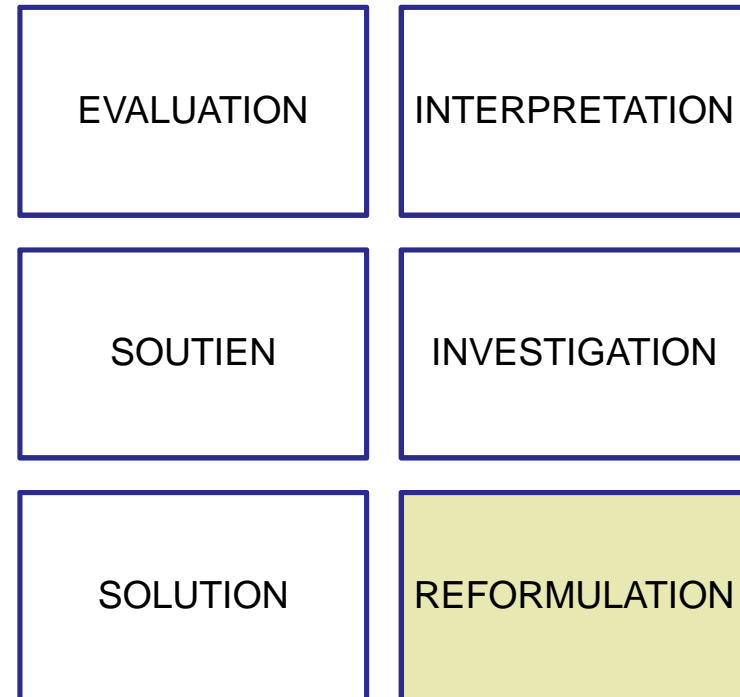 EVALUATION
INTERPRETATION
SOUTIEN
INVESTIGATION
SOLUTION
REFORMULATION